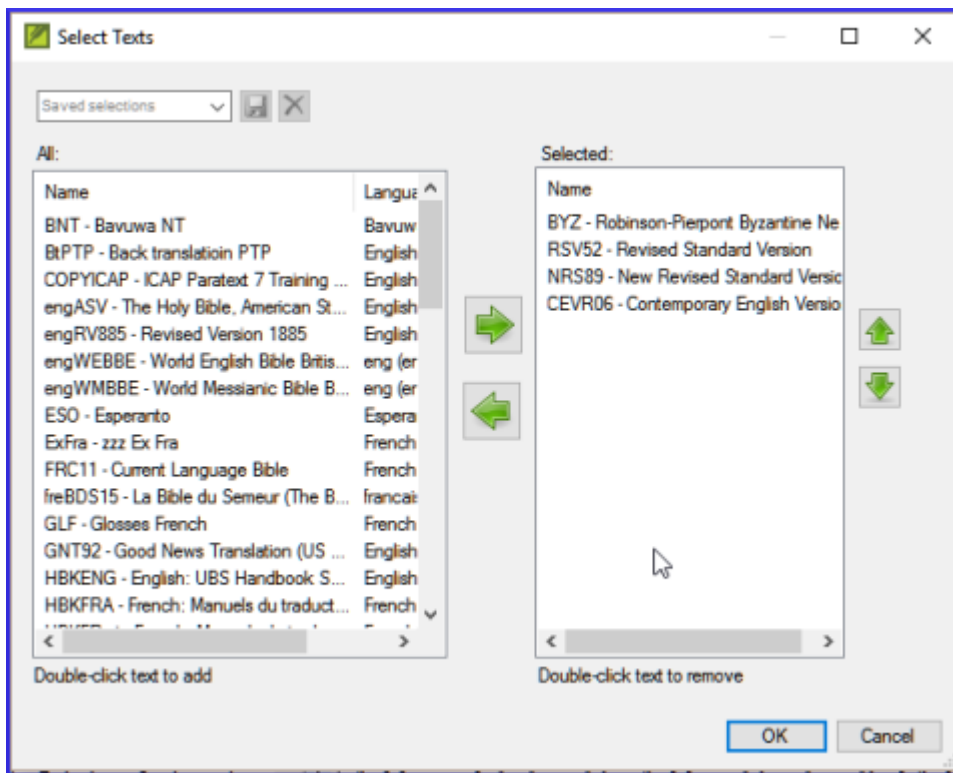 Select Texts
Saved selections
All:
Name Langua
BNT - Bavuwa NT Bavuw
BtPTP - Back translatioin PTP English
COPYICAP - ICAP Paratext 7 Training ... English
engASV - The Holy Bible, American St... English
engRV885 - Revised Version 1885 English
engWEBBE - World English Bible Britis... eng (er
engWMBBE - World Messianic Bible B... eng (er
ESO - Esperanto Espera
ExFra - zzz Ex Fra French
FRC11 - Current Language Bible French
freBDS15 - La Bible du Semeur (The B... francais
GLF - Glosses French French
GNT92 - Good News Translation (US ... English
HBKENG - English: UBS Handbook S... English
HBKFRA - French: Manuels du traduct... French
Double-click text to add
Selected:
Name
BYZ - Robinson-Pierpont Byzantine Ne
RSV52 - Revised Standard Version
NRS89 - New Revised Standard Versic
CEVR06 - Contemporary English Versio
Double-click text to remove
OK Cancel